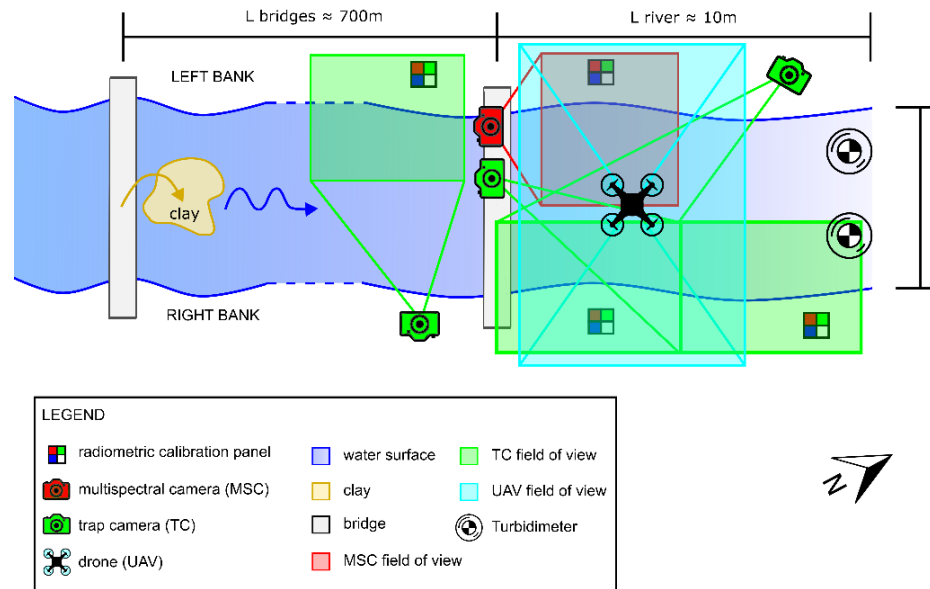 L bridges ≈ 700m
L river ≈ 10m
LEFT BANK
clay
RIGHT BANK
LEGEND
radiometric calibration panel
multispectral camera (MSC)
trap camera (TC)
drone (UAV)
water surface
clay
bridge
MSC field of view
TC field of view
UAV field of view
Turbidimeter
N